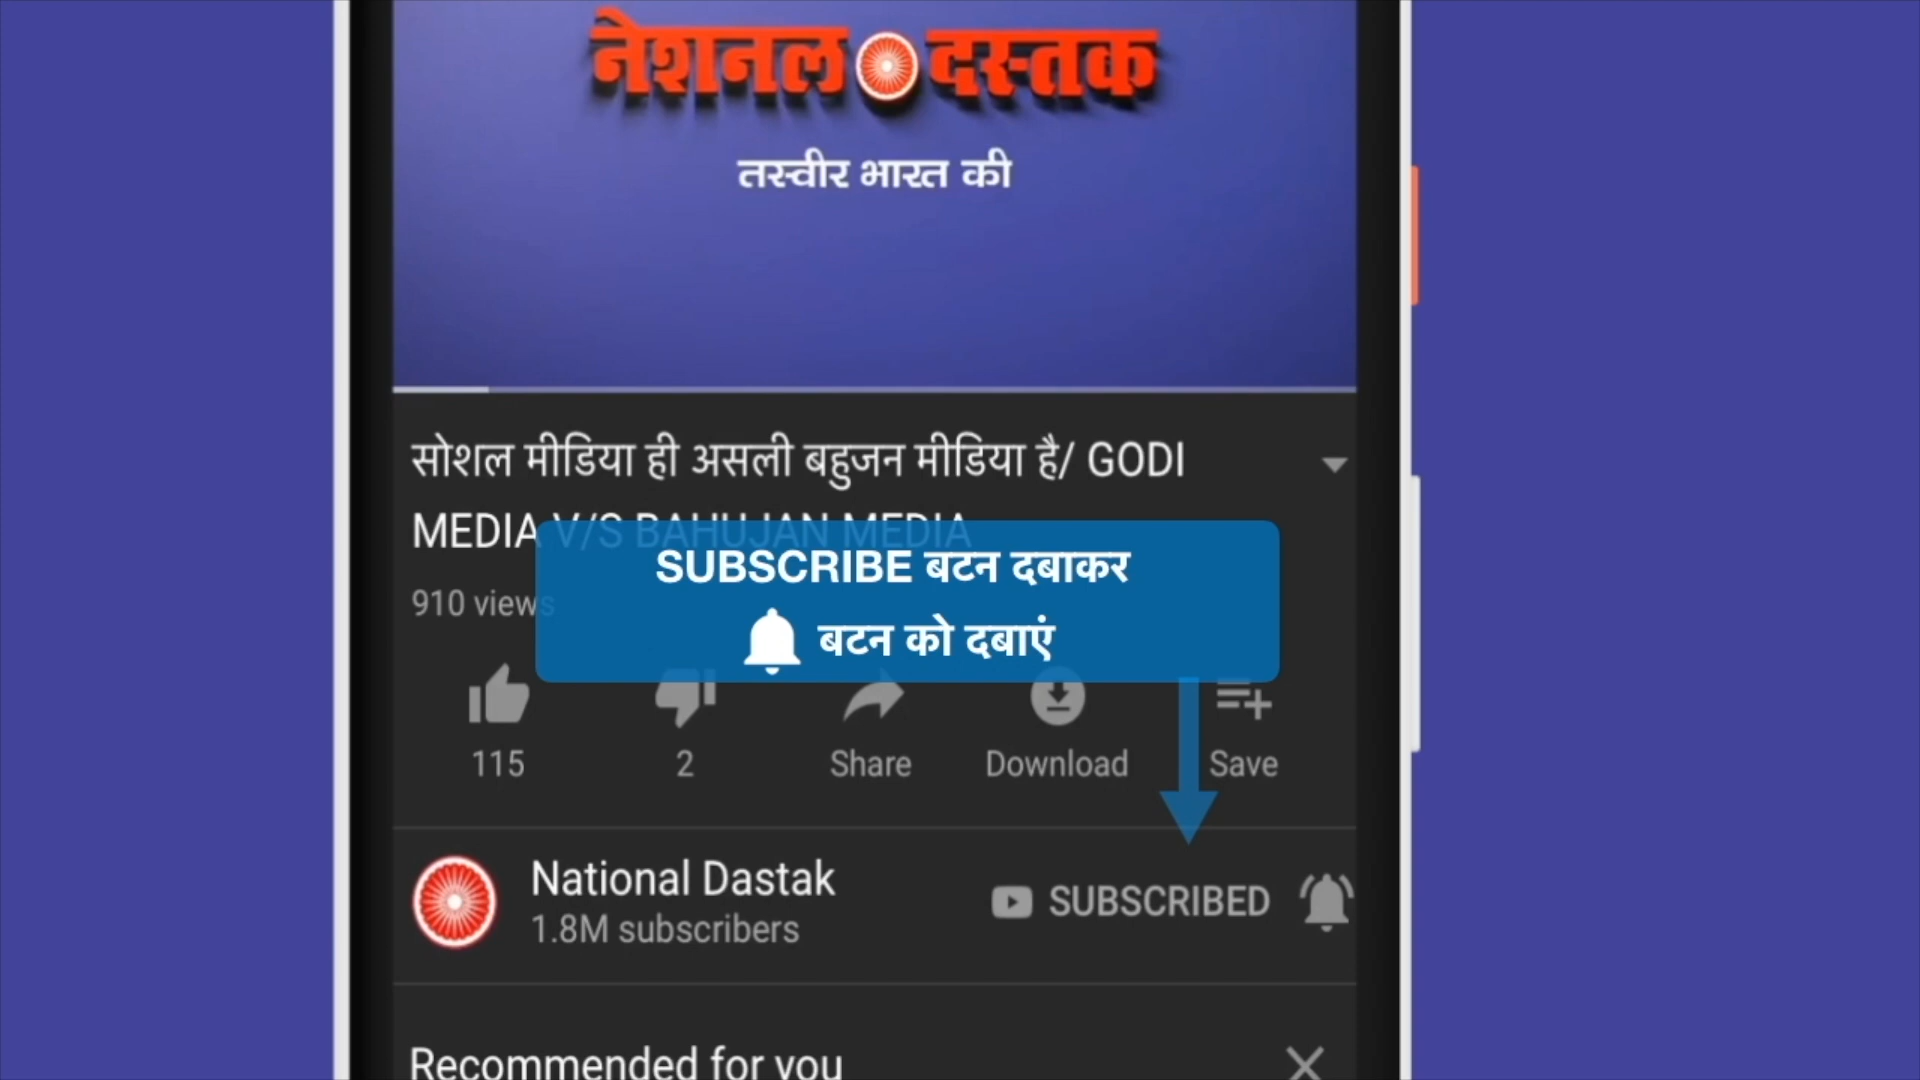 नेशनल दस्तक
तस्वीर भारत की
सोशल मीडिया ही असली बहुजन मीडिया है/ GODI
MEDIA V/S BAHUJAN MEDIA
910 views
SUBSCRIBE बटन दबाकर
बटन को दबाएं
115
2
Share
Download
Save
National Dastak
1.8M subscribers
SUBSCRIBED
Recommended for you